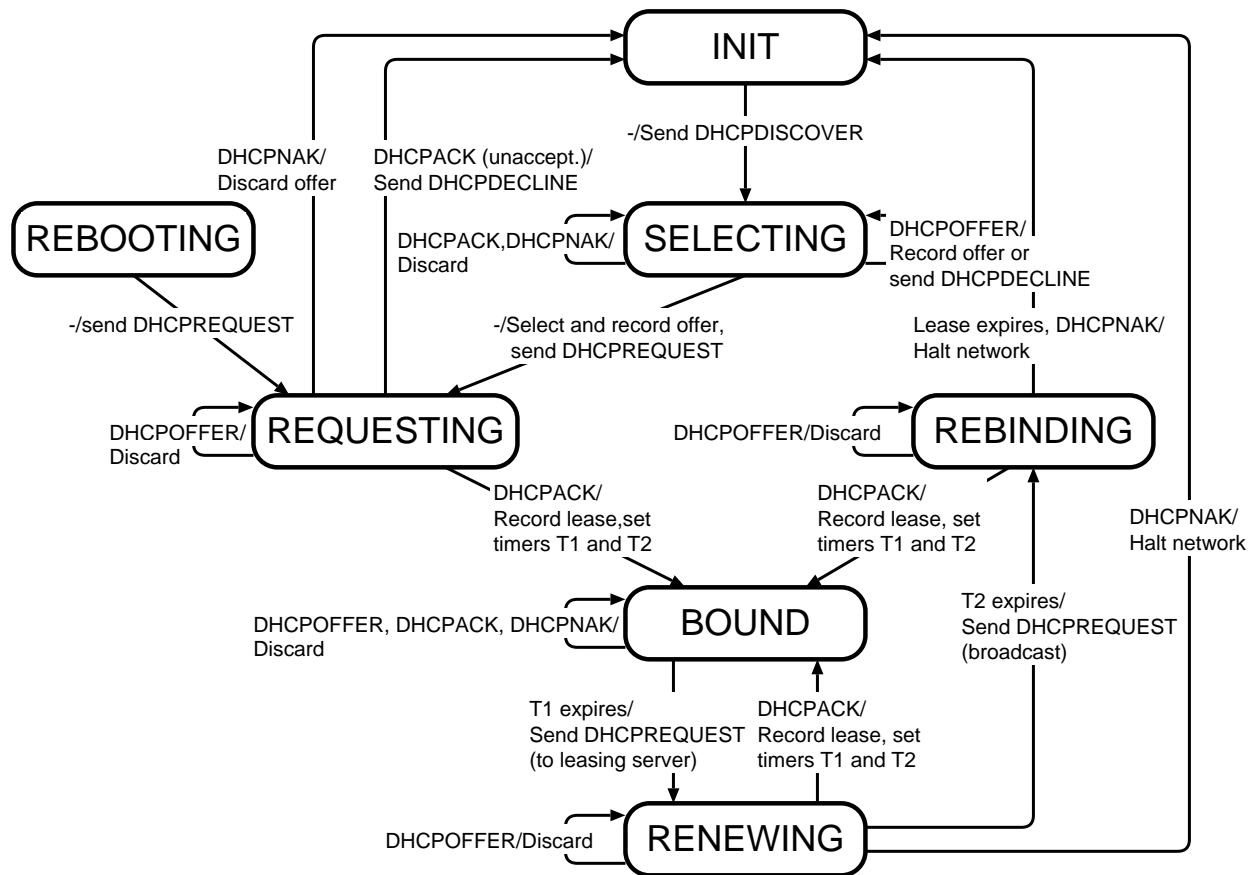 INIT
-/Send DHCPDISCOVER
DHCPNAK/
Discard offer
DHCPACK (unaccept.)/
Send DHCPDECLINE
REBOOTING
DHCPACK,DHCPNAK/
Discard
SELECTING
DHCPOFFER/
Record offer or
send DHCPDECLINE
-/send DHCPREQUEST
-/Select and record offer,
send DHCPREQUEST
Lease expires, DHCPNAK/
Halt network
DHCPOFFER/
Discard
REQUESTING
DHCPOFFER/Discard
REBINDING
DHCPACK/
Record lease,set
timers T1 and T2
DHCPACK/
Record lease, set
timers T1 and T2
DHCPNAK/
Halt network
DHCPOFFER, DHCPACK, DHCPNAK/
Discard
BOUND
T2 expires/
Send DHCPREQUEST
(broadcast)
T1 expires/
Send DHCPREQUEST
(to leasing server)
DHCPACK/
Record lease, set
timers T1 and T2
DHCPOFFER/Discard
RENEWING